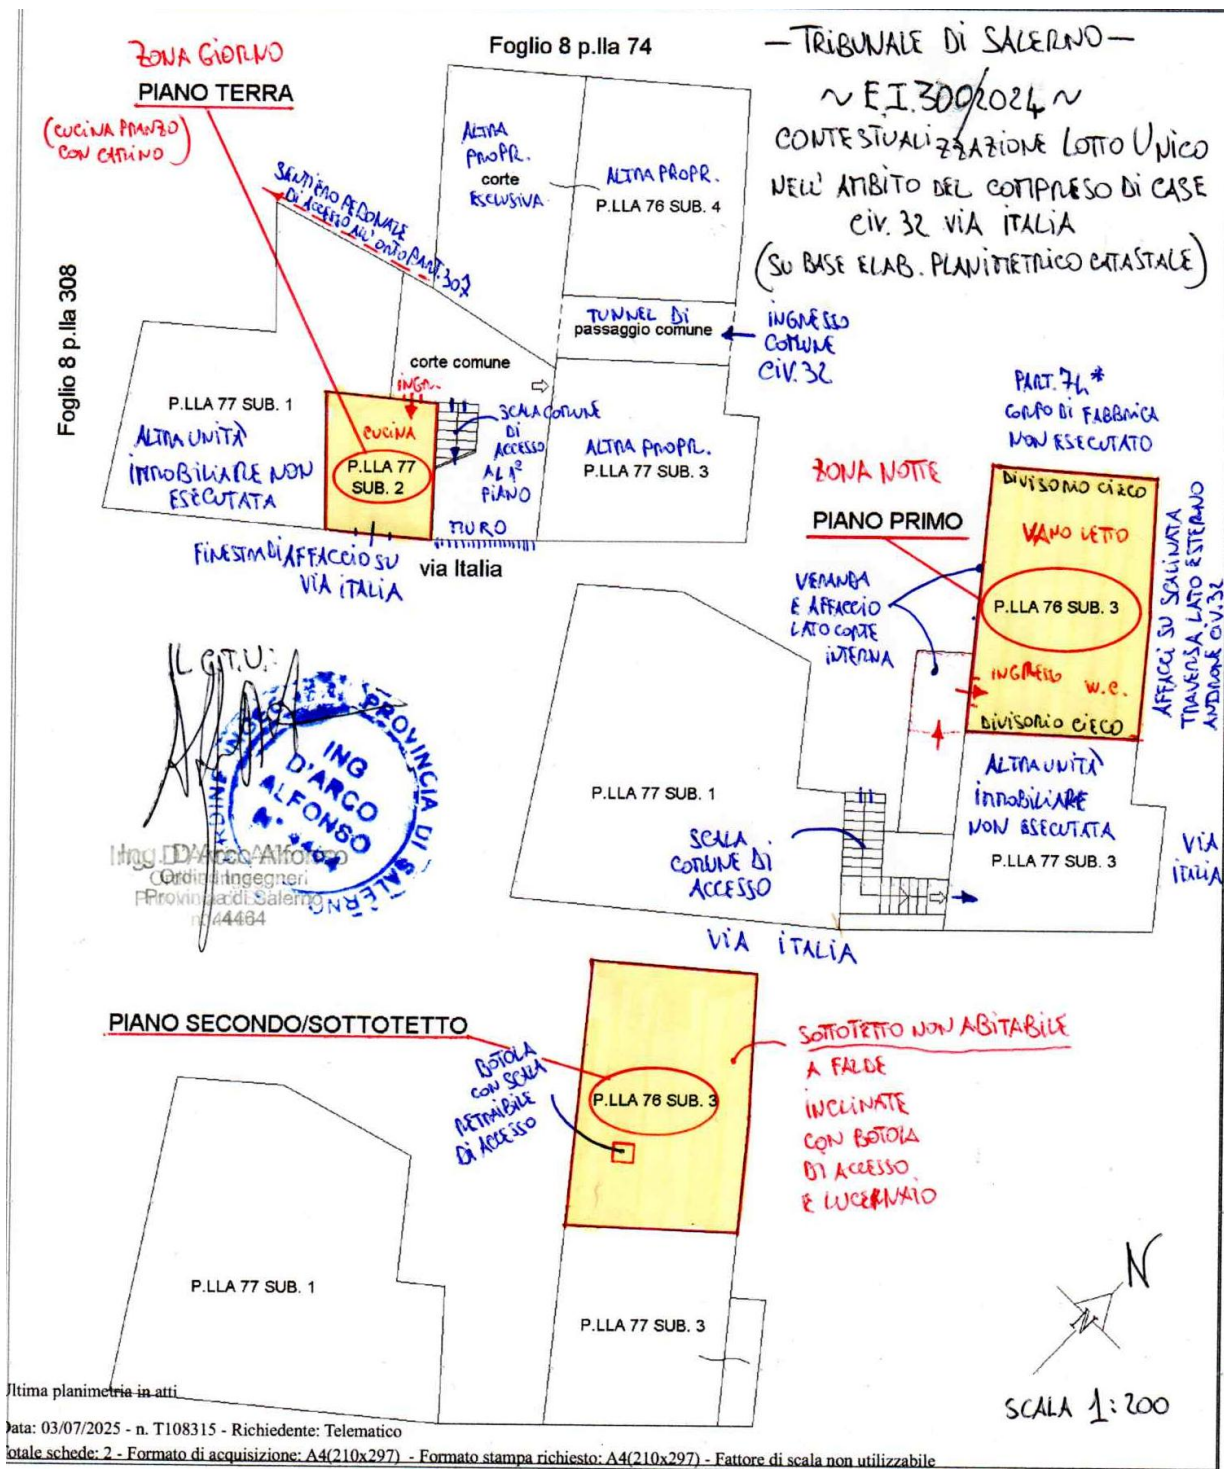 – TRIBUNALE DI SALERNO –
~ E.I. 300/2024 ~
CONTESTUALIZZAZIONE LOTTO UNICO
NELL' AMBITO DEL COMPRESO DI CASE
CIV. 32 VIA ITALIA
(SU BASE ELAB. PLANIMETRICO CATASTALE)
ZONA GIORNO
PIANO TERRA
(CUCINA PRANZO)
CON CAMINO
Foglio 8 p.lla 74
Foglio 8 p.lla 308
ALTRA
PROPR.
corte
ESCLUSIVA
ALTRA PROPR.
P.LLA 76 SUB. 4
SENTIERO PEDONALE
DI ACCESSO ALL'ORTO PART. 307
TUNNEL DI
passaggio comune
INGRESSO
COMUNE
CIV. 32
corte comune
INGR.
P.LLA 77 SUB. 1
ALTRA UNITÀ
IMMOBILIARE NON
ESECUTATA
CUCINA
P.LLA 77
SUB. 2
SCALA COMUNE
DI
ACCESSO
AL 1°
PIANO
ALTRA PROPR.
P.LLA 77 SUB. 3
MURO
FINESTRA DI AFFACCIO SU
VIA ITALIA
via Italia
PART. 74*
CORPO DI FABBRICA
NON ESECUTATO
ZONA NOTTE
PIANO PRIMO
DIVISORIO CIECO
VANO LETTO
P.LLA 76 SUB. 3
VERANDA
E AFFACCIO
LATO CORTE
INTERNA
INGRESSO
W.C.
DIVISORIO CIECO
AFFACCI SU SCALINATA
TRAVERSA LATO ESTERNO
ANDRONE CIV. 32
ALTRA UNITÀ
IMMOBILIARE
NON ESECUTATA
P.LLA 77 SUB. 3
P.LLA 77 SUB. 1
SCALA
COMUNE DI
ACCESSO
VIA
ITALIA
VIA ITALIA
IL C.T.U.:
PROVINCIA DI SALERNO
ING
D'ARCO
ALFONSO
Ing. D'Arco Alfonso
Ordine Ingegneri
Provincia di Salerno
n. 4464
PIANO SECONDO/SOTTOTETTO
BOTOLA
CON SCALA
RETRAIBILE
DI ACCESSO
P.LLA 76 SUB. 3
SOTTOTETTO NON ABITABILE
A FALDE
INCLINATE
CON BOTOLA
DI ACCESSO
E LUCERNAIO
P.LLA 77 SUB. 1
P.LLA 77 SUB. 3
N
SCALA 1:200
Ultima planimetria in atti
Data: 03/07/2025 - n. T108315 - Richiedente: Telematico
Totale schede: 2 - Formato di acquisizione: A4(210x297) - Formato stampa richiesto: A4(210x297) - Fattore di scala non utilizzabile